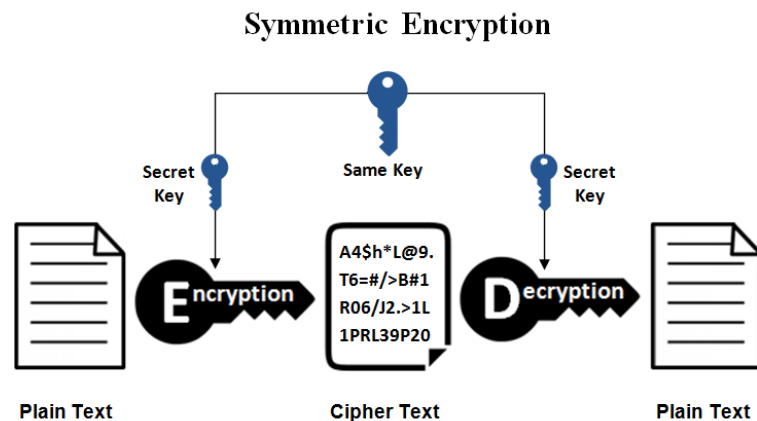 Symmetric Encryption
Secret
Key
Same Key
Secret
Key
Encryption
A4$h*L@9.
T6=#/>B#1
R06/J2.>1L
1PRL39P20
Decryption
Plain Text
Cipher Text
Plain Text